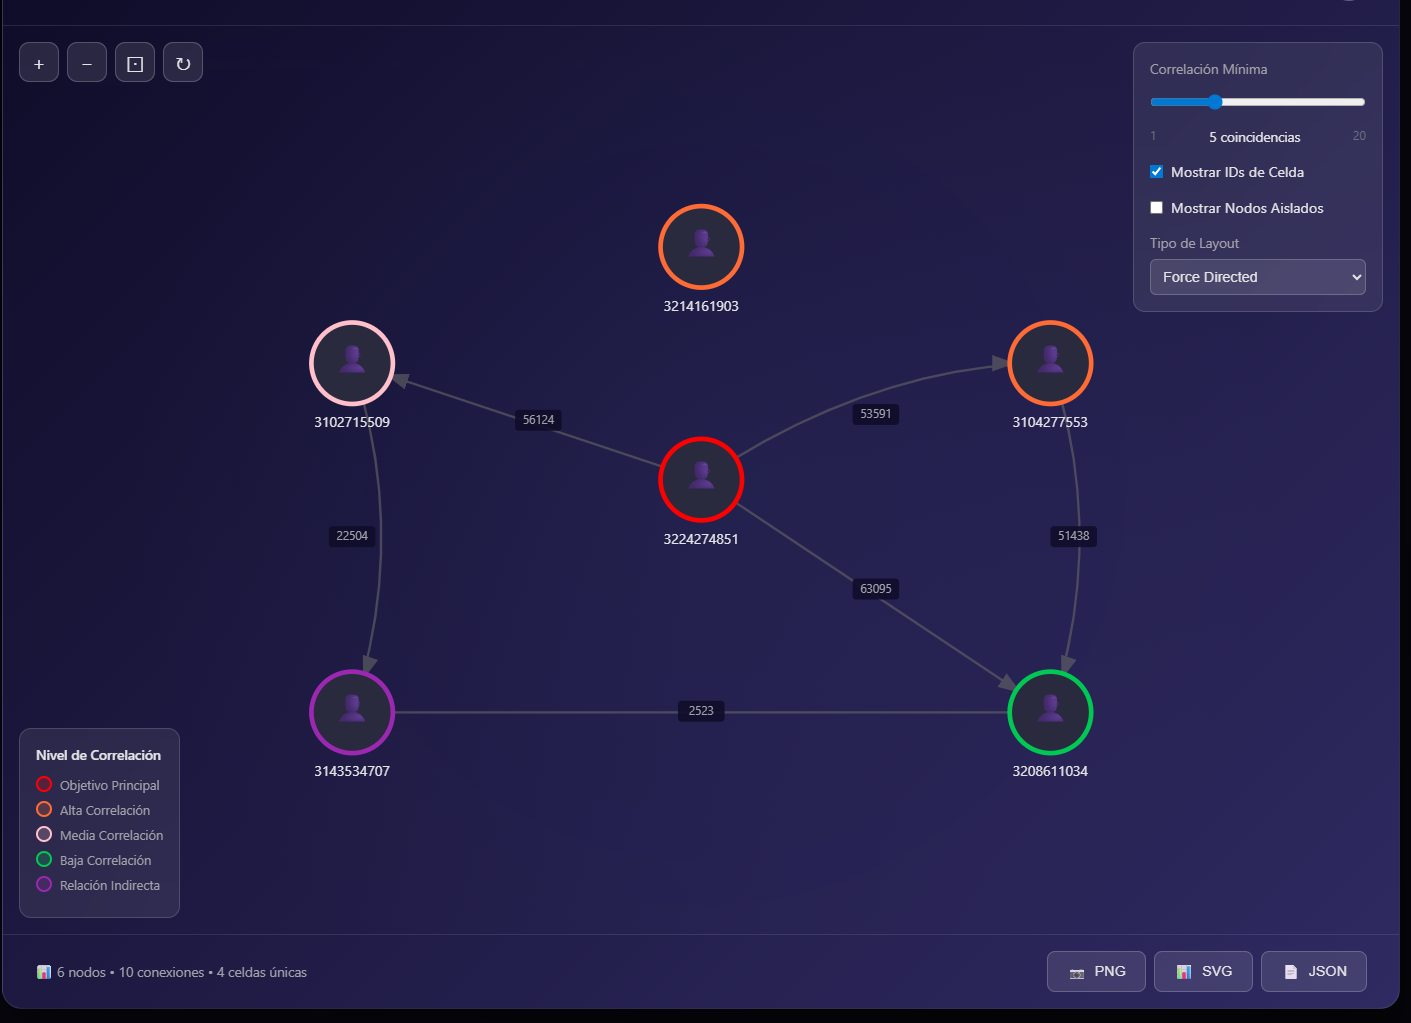 +
−
↻
Correlación Mínima
1
5 coincidencias
20
Mostrar IDs de Celda
Mostrar Nodos Aislados
Tipo de Layout
Force Directed
3214161903
3102715509
3104277553
56124
53591
3224274851
22504
51438
63095
2523
3143534707
3208611034
Nivel de Correlación
Objetivo Principal
Alta Correlación
Media Correlación
Baja Correlación
Relación Indirecta
6 nodos • 10 conexiones • 4 celdas únicas
PNG
SVG
JSON